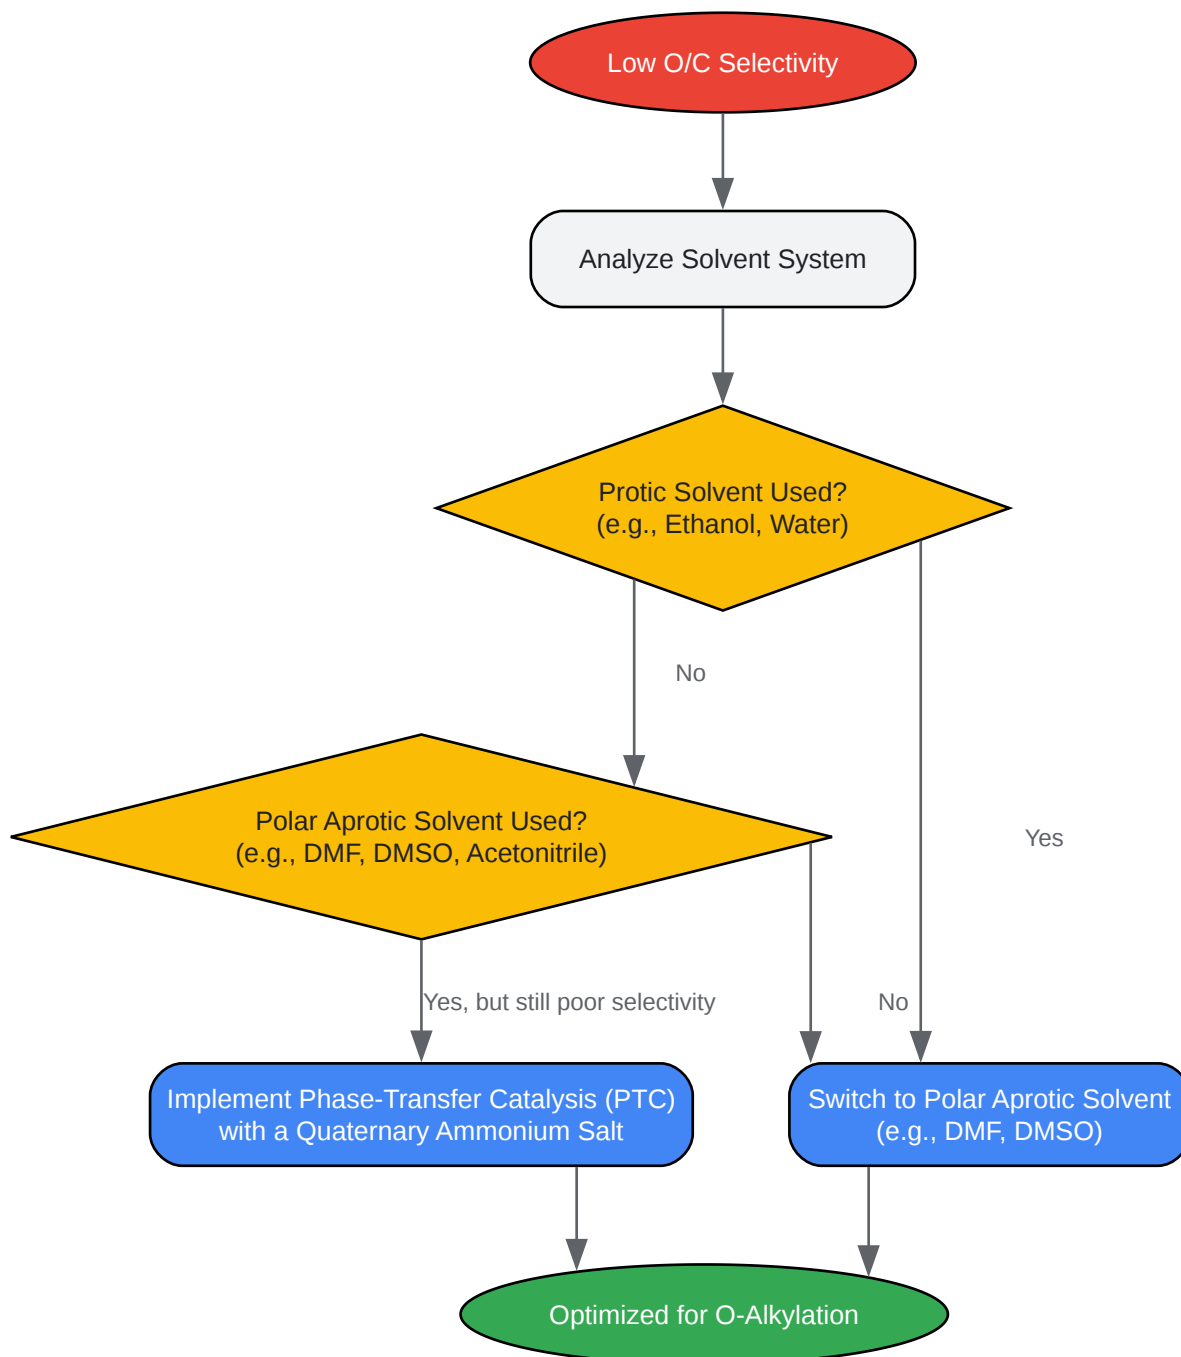 Low O/C Selectivity
Analyze Solvent System
Protic Solvent Used?
(e.g., Ethanol, Water)
No
Polar Aprotic Solvent Used?
(e.g., DMF, DMSO, Acetonitrile)
Yes
Yes, but still poor selectivity
No
Implement Phase-Transfer Catalysis (PTC)
with a Quaternary Ammonium Salt
Switch to Polar Aprotic Solvent
(e.g., DMF, DMSO)
Optimized for O-Alkylation